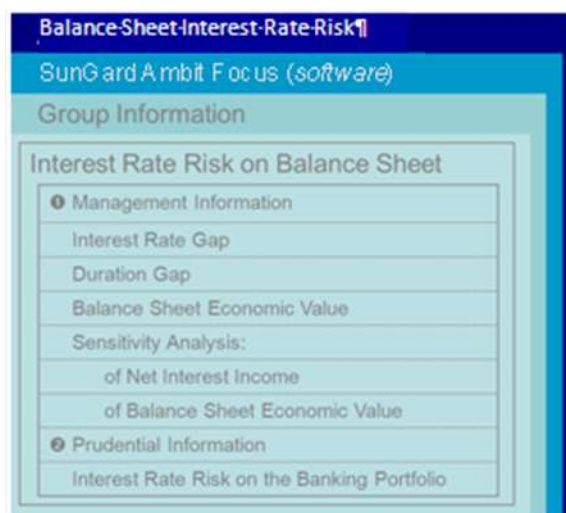 Balance·Sheet·Interest·Rate·Risk¶
SunGard Ambit Focus (software)
Group Information
Interest Rate Risk on Balance Sheet
❶ Management Information
Interest Rate Gap
Duration Gap
Balance Sheet Economic Value
Sensitivity Analysis:
of Net Interest Income
of Balance Sheet Economic Value
❷ Prudential Information
Interest Rate Risk on the Banking Portfolio